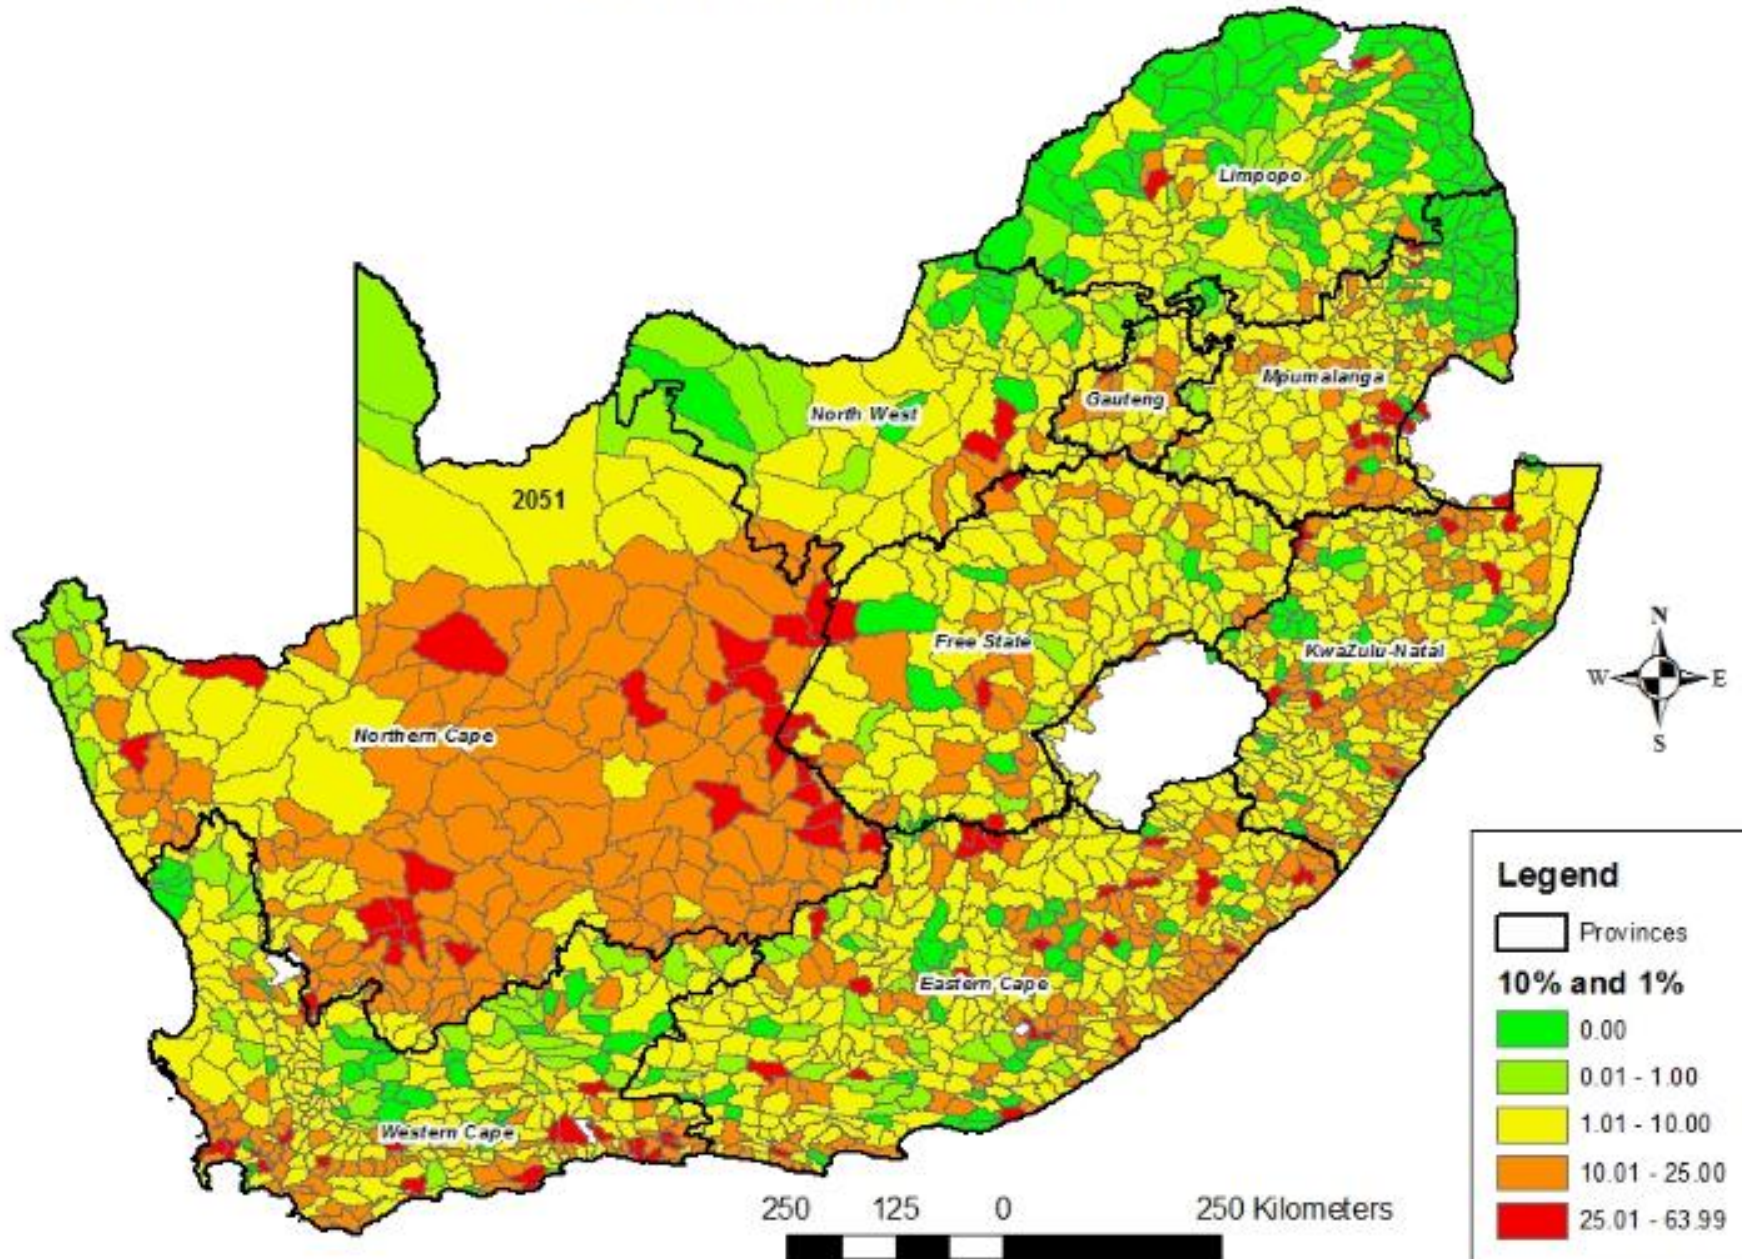 Limpopo
Mpumalanga
Gauteng
North West
2051
Free State
KwaZulu-Natal
Northern Cape
Eastern Cape
Western Cape
N
W
E
S
250 125 0 250 Kilometers
Legend
Provinces
10% and 1%
0.00
0.01 - 1.00
1.01 - 10.00
10.01 - 25.00
25.01 - 63.99